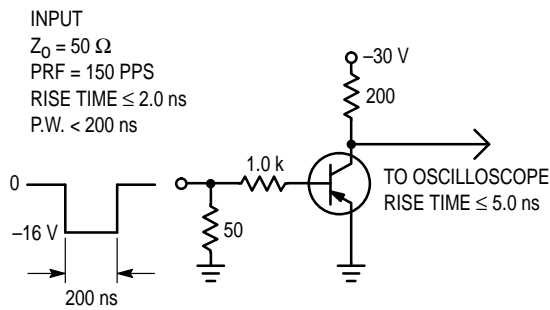 INPUT
Zo = 50 Ω
PRF = 150 PPS
RISE TIME ≤ 2.0 ns
P.W. < 200 ns
–30 V
200
1.0 k
TO OSCILLOSCOPE
RISE TIME ≤ 5.0 ns
0
50
–16 V
200 ns